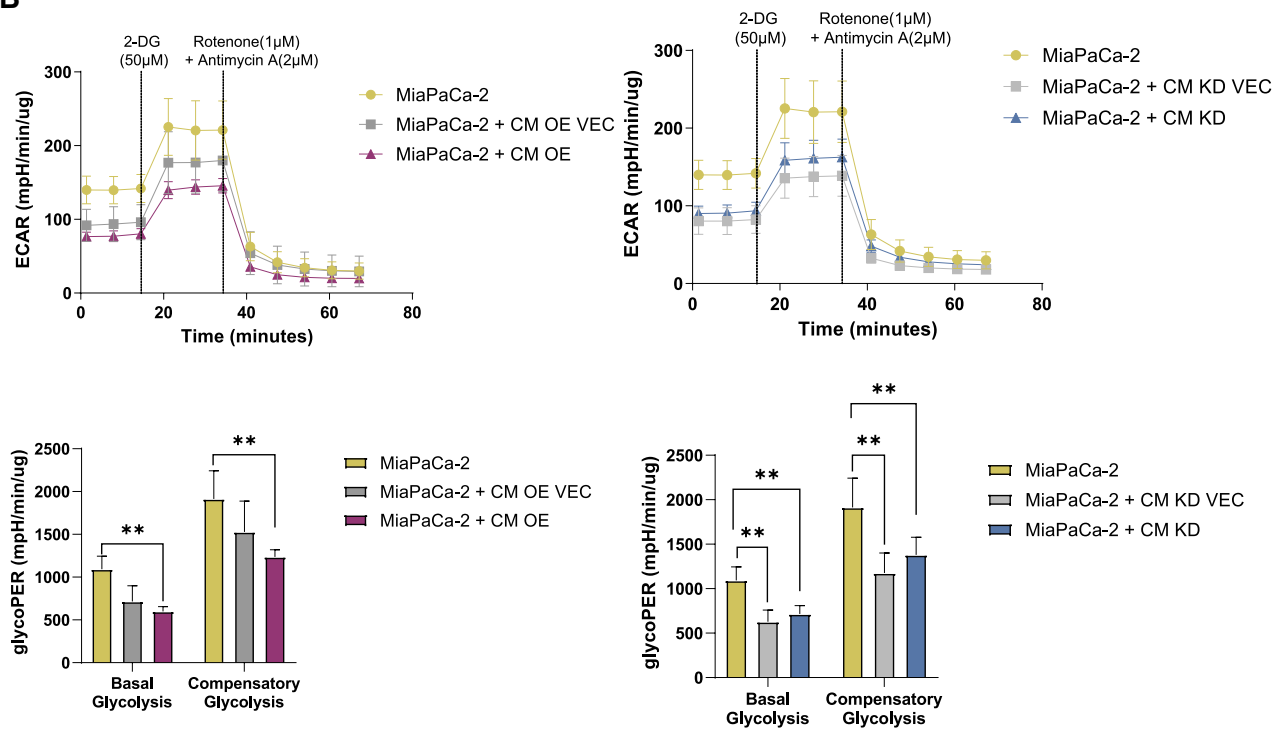 B
2-DG
(50µM)
Rotenone(1µM)
+ Antimycin A(2µM)
300
200
100
0
ECAR (mpH/min/ug)
0
20
40
60
80
Time (minutes)
MiaPaCa-2
MiaPaCa-2 + CM OE VEC
MiaPaCa-2 + CM OE
2-DG
(50µM)
Rotenone(1µM)
+ Antimycin A(2µM)
300
200
100
0
ECAR (mpH/min/ug)
0
20
40
60
80
Time (minutes)
MiaPaCa-2
MiaPaCa-2 + CM KD VEC
MiaPaCa-2 + CM KD
2500
2000
1500
1000
500
0
glycoPER (mpH/min/ug)
**
**
Basal
Glycolysis
Compensatory
Glycolysis
MiaPaCa-2
MiaPaCa-2 + CM OE VEC
MiaPaCa-2 + CM OE
2500
2000
1500
1000
500
0
glycoPER (mpH/min/ug)
**
**
**
**
Basal
Glycolysis
Compensatory
Glycolysis
MiaPaCa-2
MiaPaCa-2 + CM KD VEC
MiaPaCa-2 + CM KD